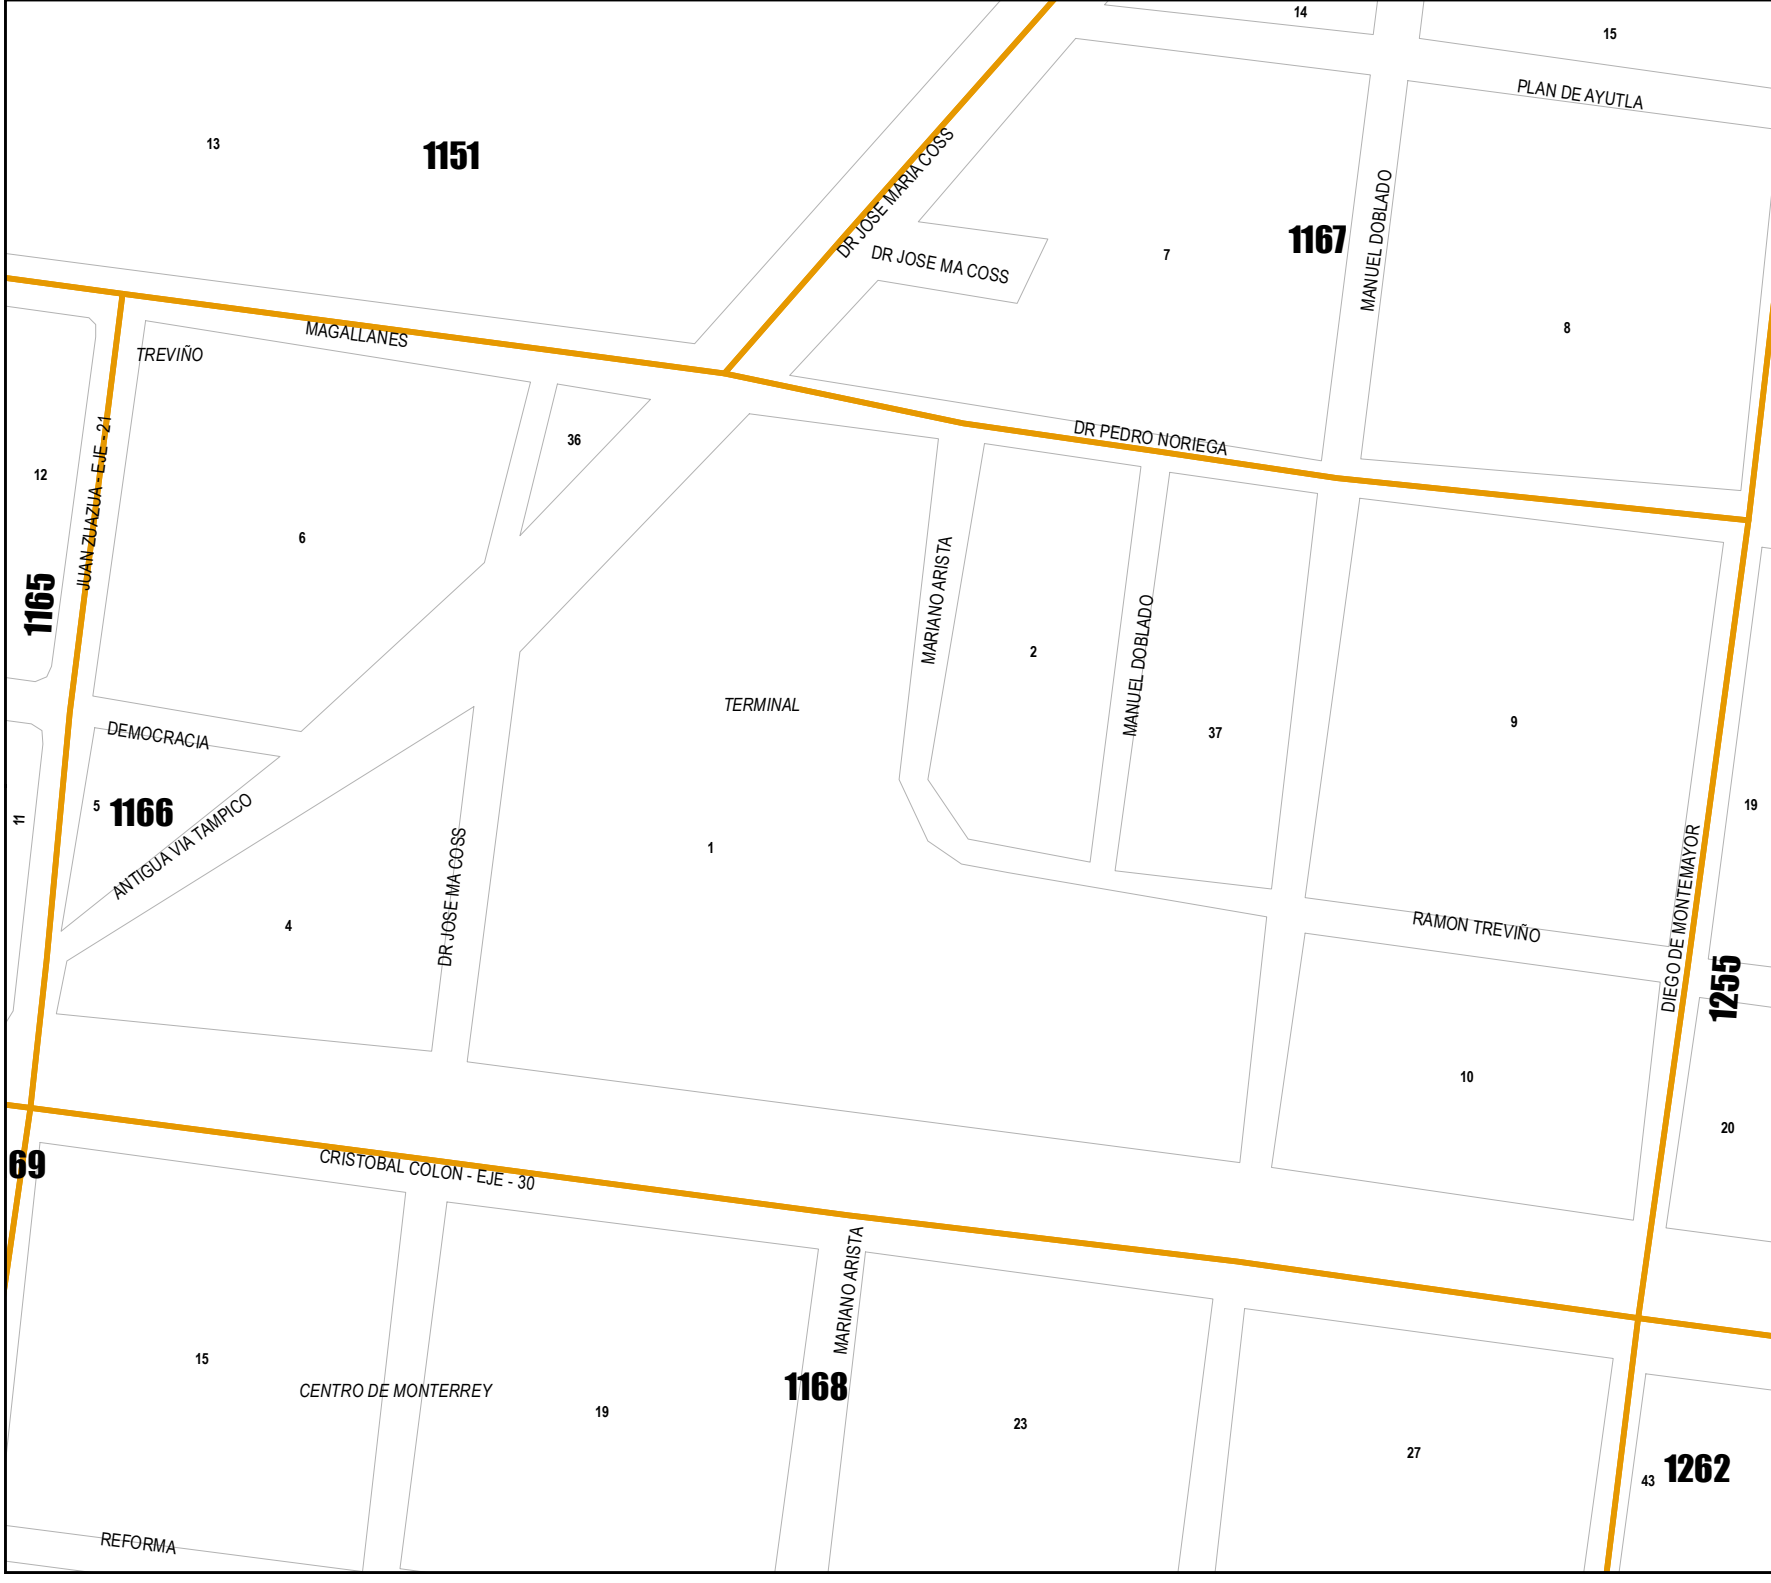 14
15
PLAN DE AYUTLA
13
1151
DR JOSE MARIA COSS
MANUEL DOBLADO
1167
7
DR JOSE MA COSS
8
MAGALLANES
TREVIÑO
36
DR PEDRO NORIEGA
12
JUAN ZUAZUA - EJE - 21
6
1165
MARIANO ARISTA
2
MANUEL DOBLADO
TERMINAL
37
9
DEMOCRACIA
5
1166
11
ANTIGUA VIA TAMPICO
1
19
DR JOSE MA COSS
4
RAMON TREVIÑO
DIEGO DE MONTEMAYOR
1255
10
20
69
CRISTOBAL COLON - EJE - 30
MARIANO ARISTA
15
CENTRO DE MONTERREY
1168
19
23
27
43
1262
REFORMA